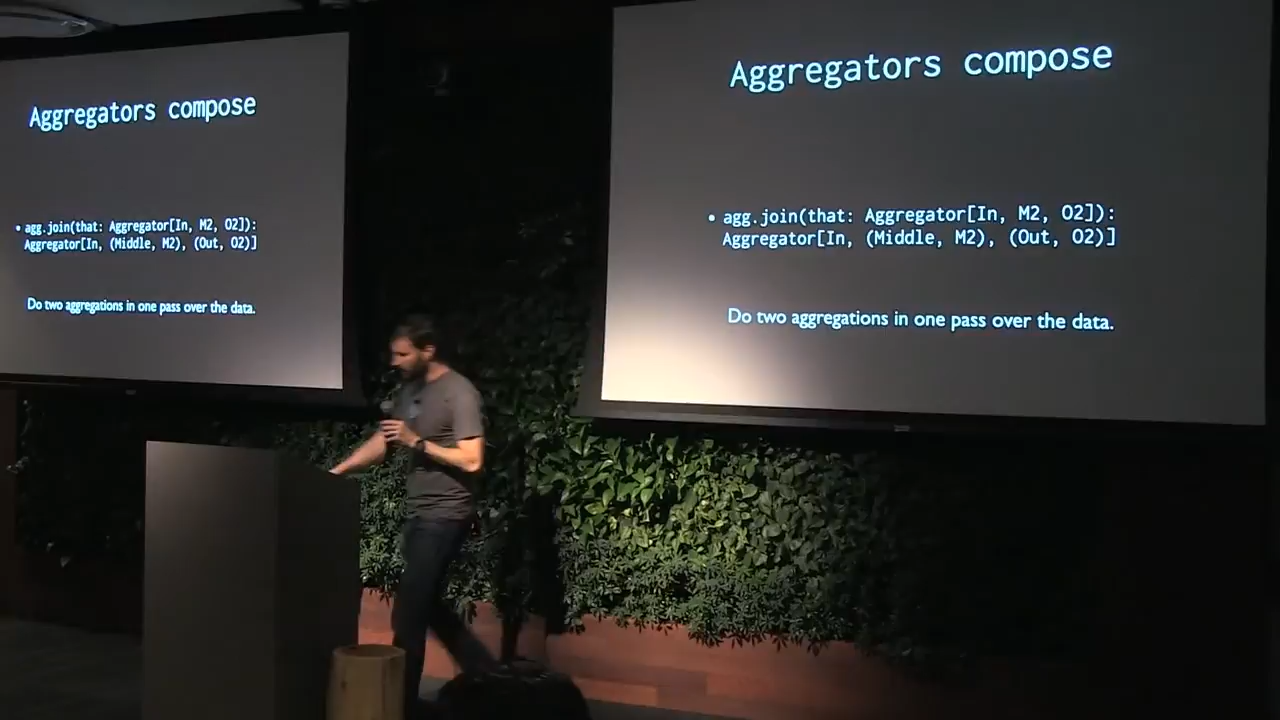 Aggregators compose
• agg.join(that: Aggregator[In, M2, O2]):
Aggregator[In, (Middle, M2), (Out, O2)]
Do two aggregations in one pass over the data.
Aggregators compose
• agg.join(that: Aggregator[In, M2, O2]):
Aggregator[In, (Middle, M2), (Out, O2)]
Do two aggregations in one pass over the data.